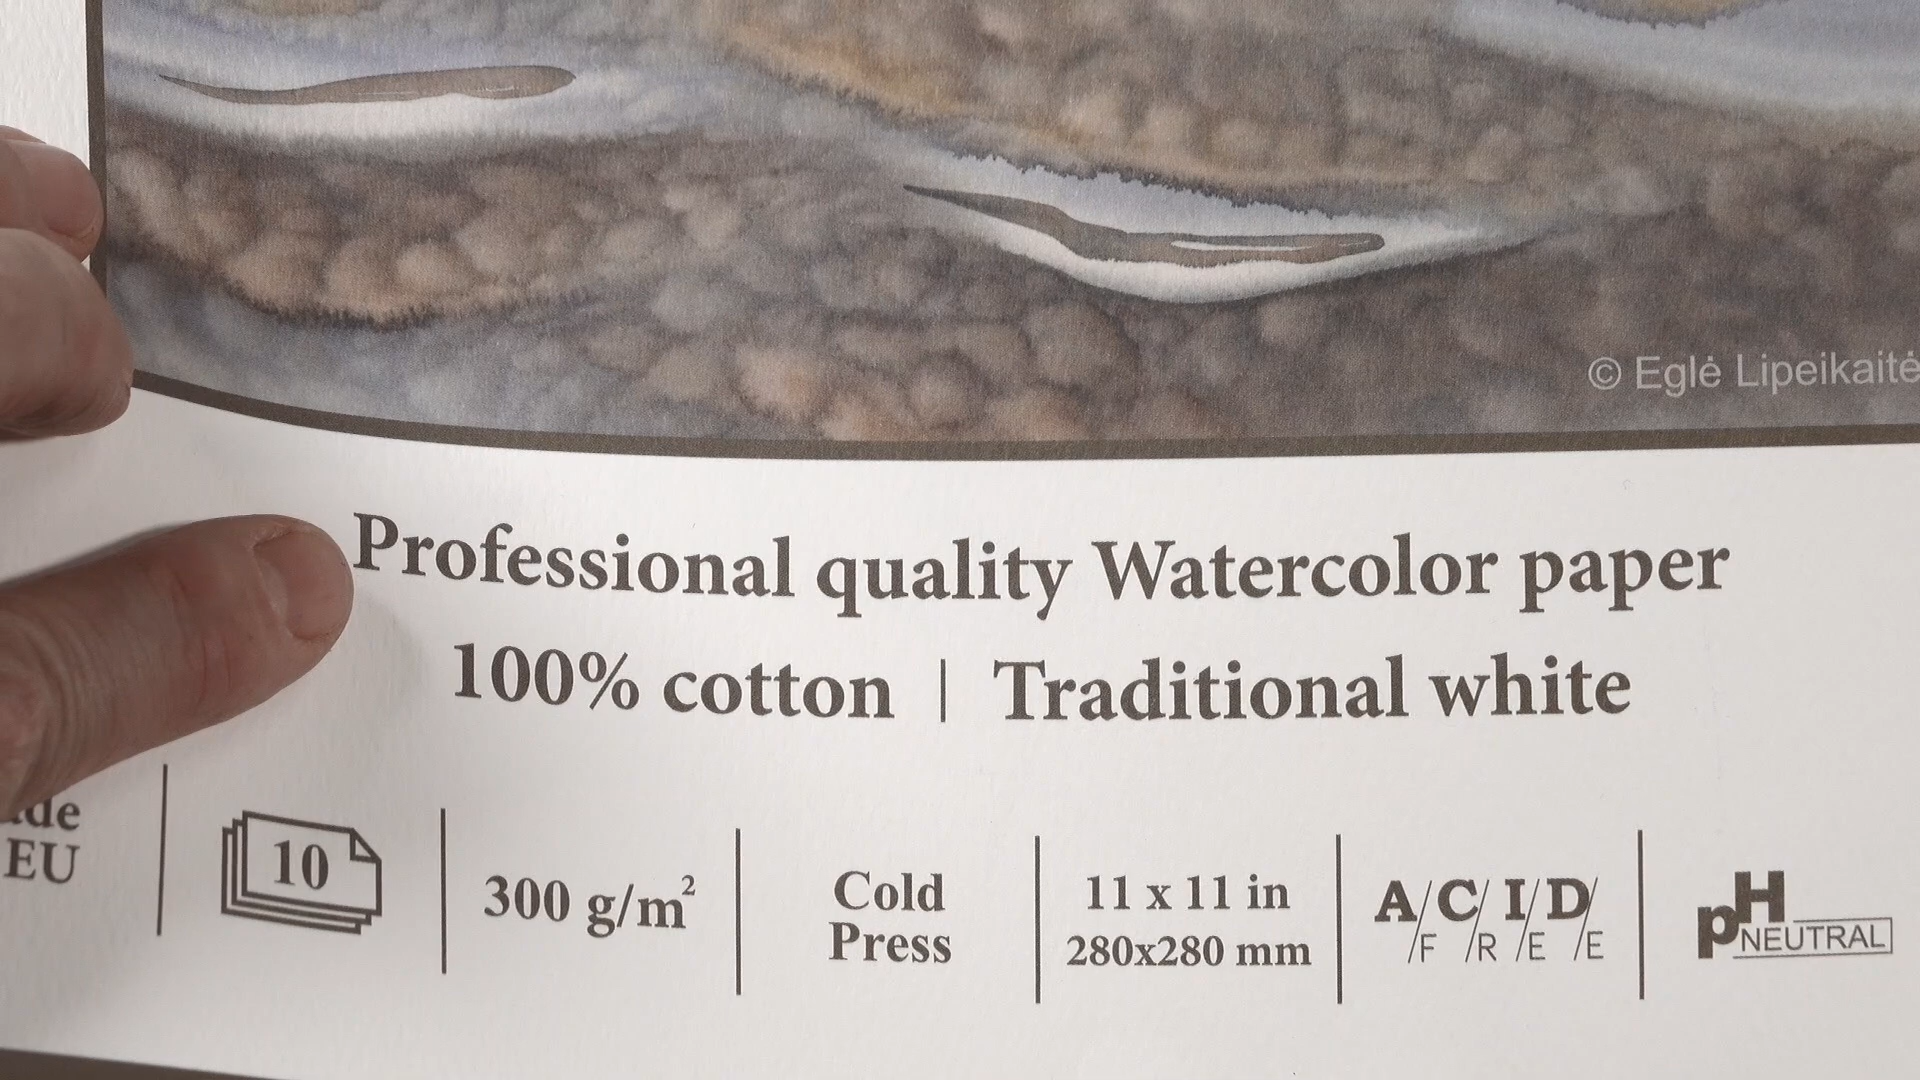 © Eglė Lipeikaitė
Professional quality Watercolor paper
100% cotton | Traditional white
EU
10
300 g/m²
Cold
Press
11 x 11 in
280x280 mm
A/C/I/D/
/F /R /E /E
pH
NEUTRAL